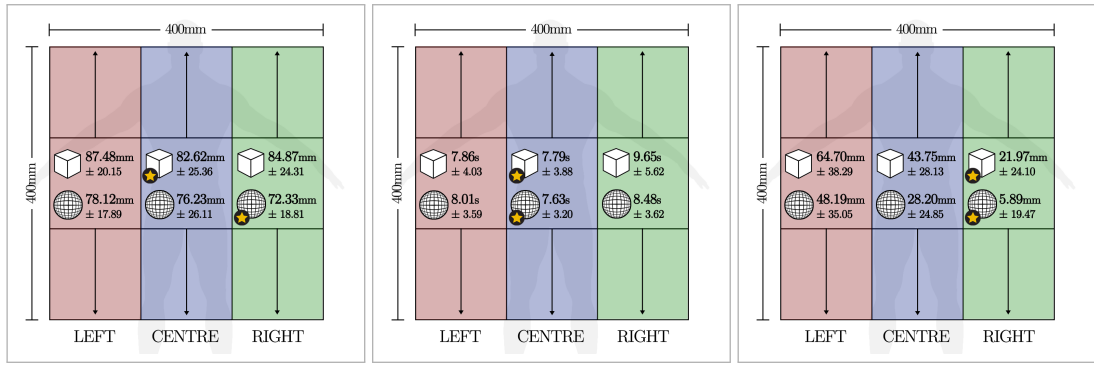 400mm
400mm
87.48mm
± 20.15
78.12mm
± 17.89
82.62mm
± 25.36
76.23mm
± 26.11
84.87mm
± 24.31
72.33mm
± 18.81
LEFT
CENTRE
RIGHT
400mm
400mm
7.86s
± 4.03
8.01s
± 3.59
7.79s
± 3.88
7.63s
± 3.20
9.65s
± 5.62
8.48s
± 3.62
LEFT
CENTRE
RIGHT
400mm
400mm
64.70mm
± 38.29
48.19mm
± 35.05
43.75mm
± 28.13
28.20mm
± 24.85
21.97mm
± 24.10
5.89mm
± 19.47
LEFT
CENTRE
RIGHT